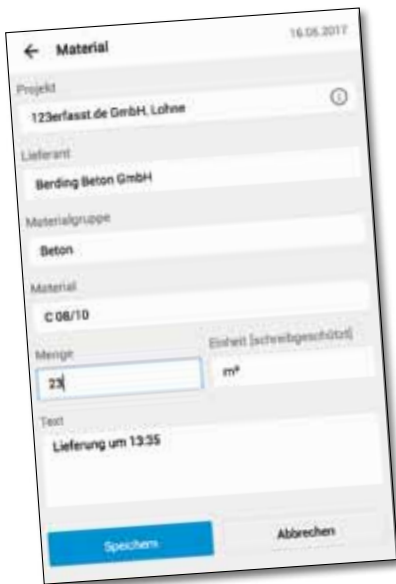 ← Material 16.05.2017
Projekt
123erfasst.de GmbH, Lohne
Lieferant
Berding Beton GmbH
Materialgruppe
Beton
Material
C 08/10
Menge Einheit [schreibgeschützt]
23 m³
Text
Lieferung um 13:35
Speichern Abbrechen